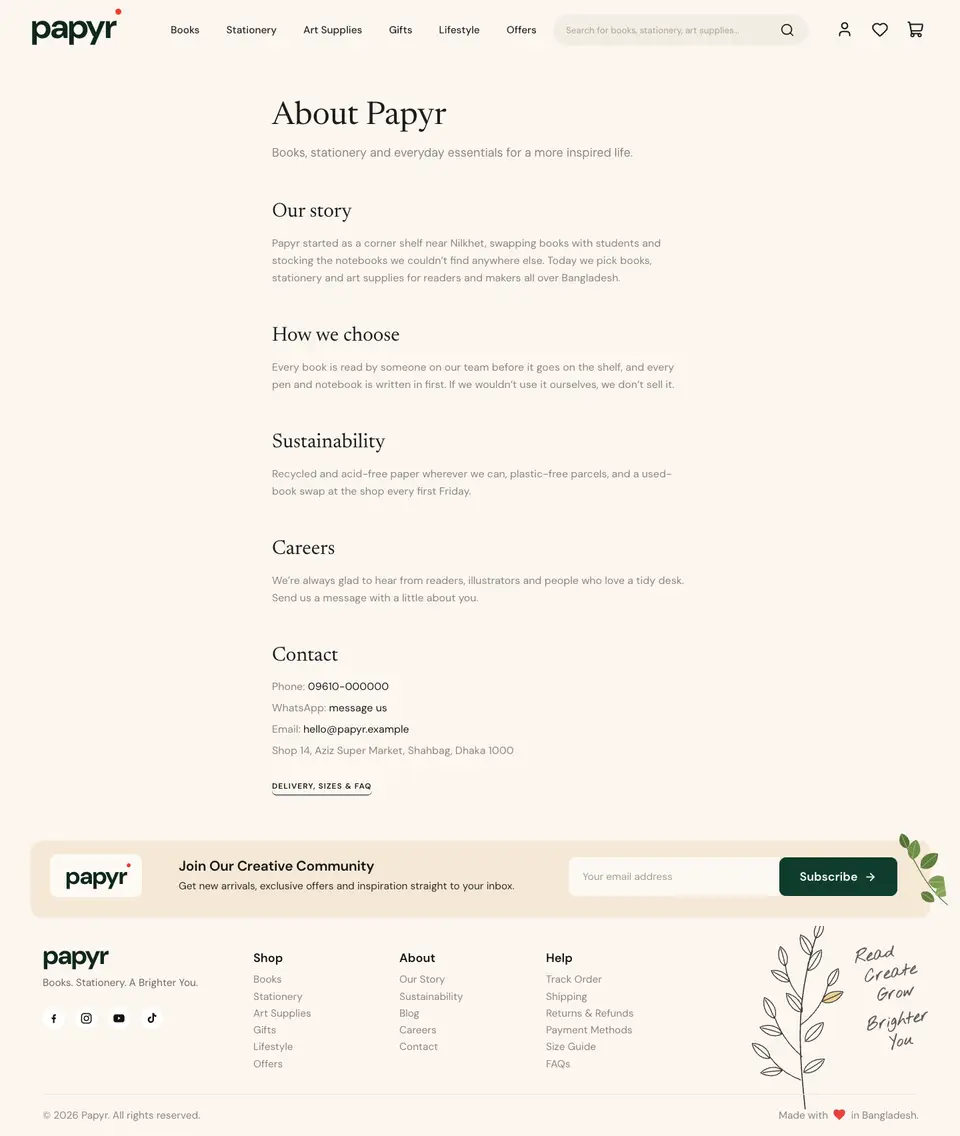 papyr
Books
Stationery
Art Supplies
Gifts
Lifestyle
Offers
Search for books, stationery, art supplies...
About Papyr
Books, stationery and everyday essentials for a more inspired life.
Our story
Papyr started as a corner shelf near Nilkhet, swapping books with students and
stocking the notebooks we couldn't find anywhere else. Today we pick books,
stationery and art supplies for readers and makers all over Bangladesh.
How we choose
Every book is read by someone on our team before it goes on the shelf, and every
pen and notebook is written in first. If we wouldn't use it ourselves, we don't sell it.
Sustainability
Recycled and acid-free paper wherever we can, plastic-free parcels, and a used-
book swap at the shop every first Friday.
Careers
We're always glad to hear from readers, illustrators and people who love a tidy desk.
Send us a message with a little about you.
Contact
Phone: 09610-000000
WhatsApp: message us
Email: hello@papyr.example
Shop 14, Aziz Super Market, Shahbag, Dhaka 1000
DELIVERY, SIZES & FAQ
papyr
Join Our Creative Community
Get new arrivals, exclusive offers and inspiration straight to your inbox.
Your email address
Subscribe →
papyr
Books. Stationery. A Brighter You.
Shop
Books
Stationery
Art Supplies
Gifts
Lifestyle
Offers
About
Our Story
Sustainability
Blog
Careers
Contact
Help
Track Order
Shipping
Returns & Refunds
Payment Methods
Size Guide
FAQs
Read
Create
Grow
Brighter
You
© 2026 Papyr. All rights reserved.
Made with ❤ in Bangladesh.